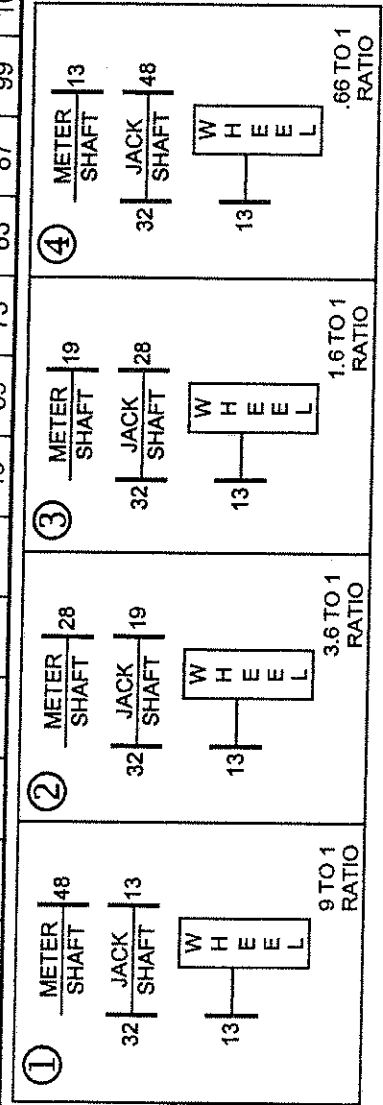 99
①
METER
SHAFT
48
JACK
SHAFT
32
13
WHEEL
13
9 TO 1
RATIO
②
METER
SHAFT
28
JACK
SHAFT
32
19
WHEEL
13
3.6 TO 1
RATIO
③
METER
SHAFT
19
JACK
SHAFT
32
28
WHEEL
13
1.6 TO 1
RATIO
④
METER
SHAFT
13
JACK
SHAFT
32
48
WHEEL
13
.66 TO 1
RATIO